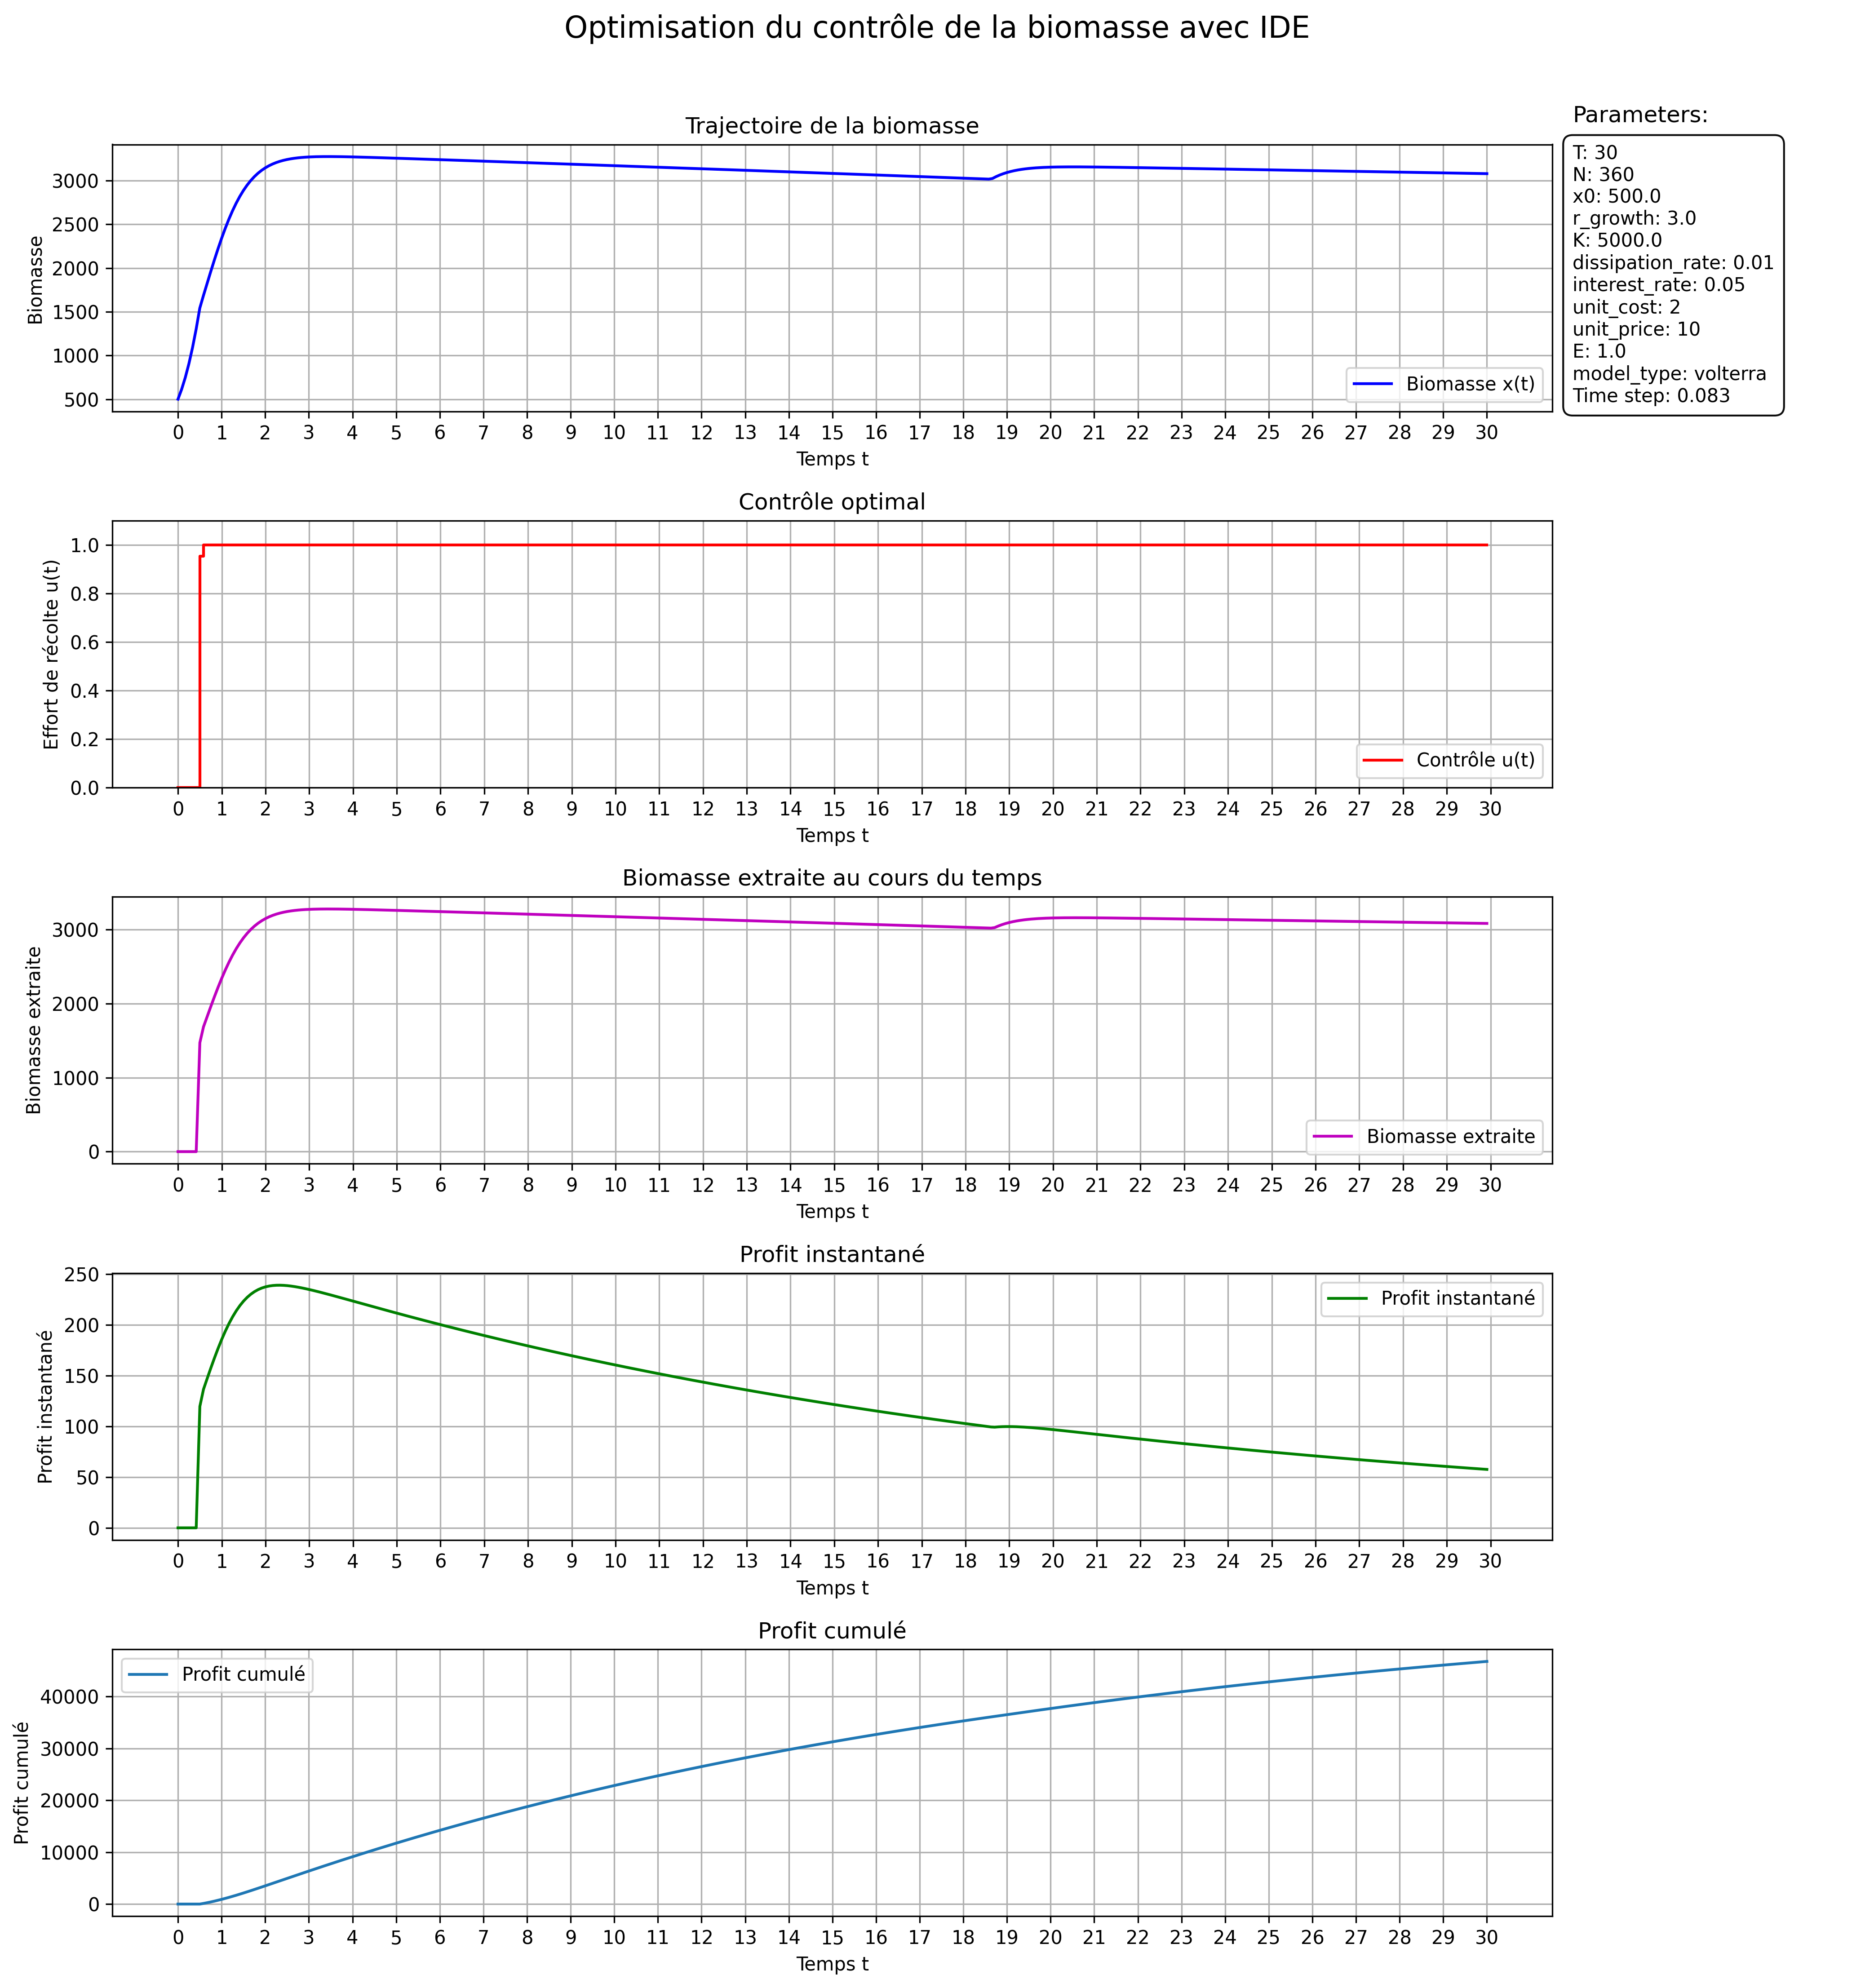 Optimisation du contrôle de la biomasse avec IDE
Trajectoire de la biomasse
Parameters:
T: 30
N: 360
x0: 500.0
r_growth: 3.0
K: 5000.0
dissipation_rate: 0.01
interest_rate: 0.05
unit_cost: 2
unit_price: 10
E: 1.0
model_type: volterra
Time step: 0.083
Biomasse
3000
2500
2000
1500
1000
500
Biomasse x(t)
0 1 2 3 4 5 6 7 8 9 10 11 12 13 14 15 16 17 18 19 20 21 22 23 24 25 26 27 28 29 30
Temps t
Contrôle optimal
Effort de récolte u(t)
1.0
0.8
0.6
0.4
0.2
0.0
Contrôle u(t)
0 1 2 3 4 5 6 7 8 9 10 11 12 13 14 15 16 17 18 19 20 21 22 23 24 25 26 27 28 29 30
Temps t
Biomasse extraite au cours du temps
Biomasse extraite
3000
2000
1000
0
Biomasse extraite
0 1 2 3 4 5 6 7 8 9 10 11 12 13 14 15 16 17 18 19 20 21 22 23 24 25 26 27 28 29 30
Temps t
Profit instantané
Profit instantané
250
200
150
100
50
0
Profit instantané
0 1 2 3 4 5 6 7 8 9 10 11 12 13 14 15 16 17 18 19 20 21 22 23 24 25 26 27 28 29 30
Temps t
Profit cumulé
Profit cumulé
40000
30000
20000
10000
0
Profit cumulé
0 1 2 3 4 5 6 7 8 9 10 11 12 13 14 15 16 17 18 19 20 21 22 23 24 25 26 27 28 29 30
Temps t